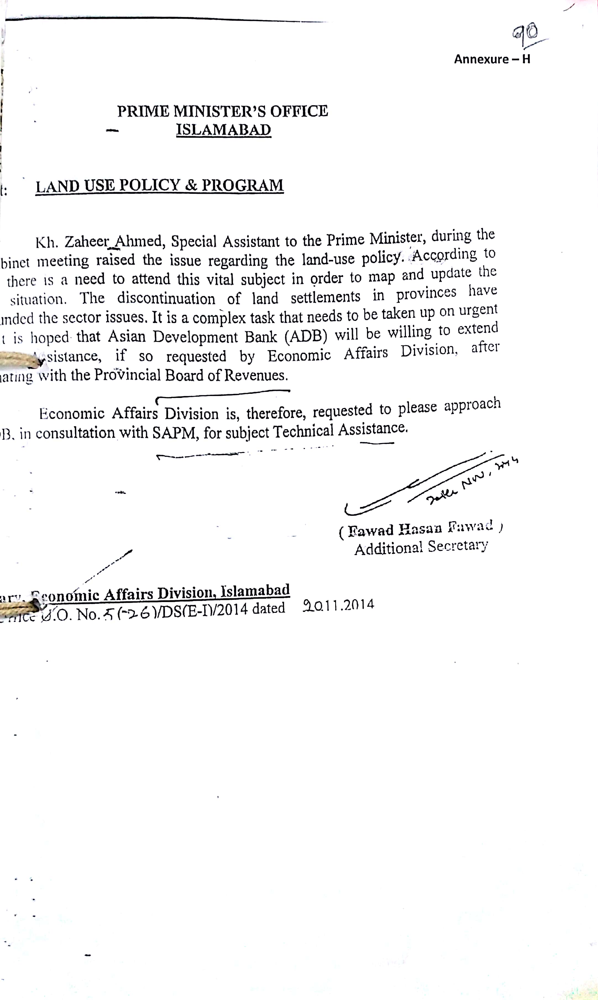 90
Annexure – H
PRIME MINISTER'S OFFICE
ISLAMABAD
t: LAND USE POLICY & PROGRAM
Kh. Zaheer Ahmed, Special Assistant to the Prime Minister, during the
binet meeting raised the issue regarding the land-use policy. According to
there is a need to attend this vital subject in order to map and update the
situation. The discontinuation of land settlements in provinces have
unded the sector issues. It is a complex task that needs to be taken up on urgent
t is hoped that Asian Development Bank (ADB) will be willing to extend
sistance, if so requested by Economic Affairs Division, after
nating with the Provincial Board of Revenues.
Economic Affairs Division is, therefore, requested to please approach
B. in consultation with SAPM, for subject Technical Assistance.
Nov, 2014
( Fawad Hasan Fawad )
Additional Secretary
ary, Economic Affairs Division, Islamabad
U.O. No. 5(-26)/DS(E-I)/2014 dated 20.11.2014